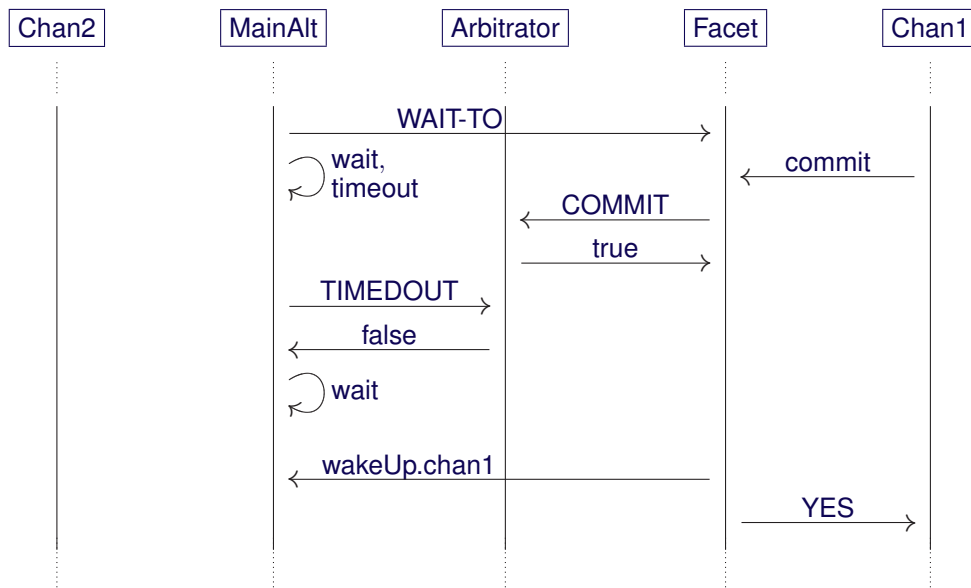 Chan2 MainAlt Arbitrator Facet Chan1
WAIT-TO
wait,
timeout
commit
COMMIT
true
TIMEDOUT
false
wait
wakeUp.chan1
YES